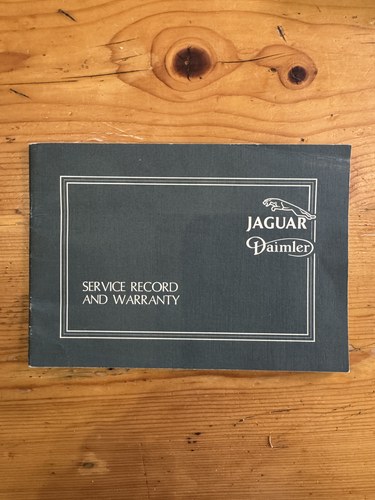 JAGUAR
Daimler
SERVICE RECORD
AND WARRANTY